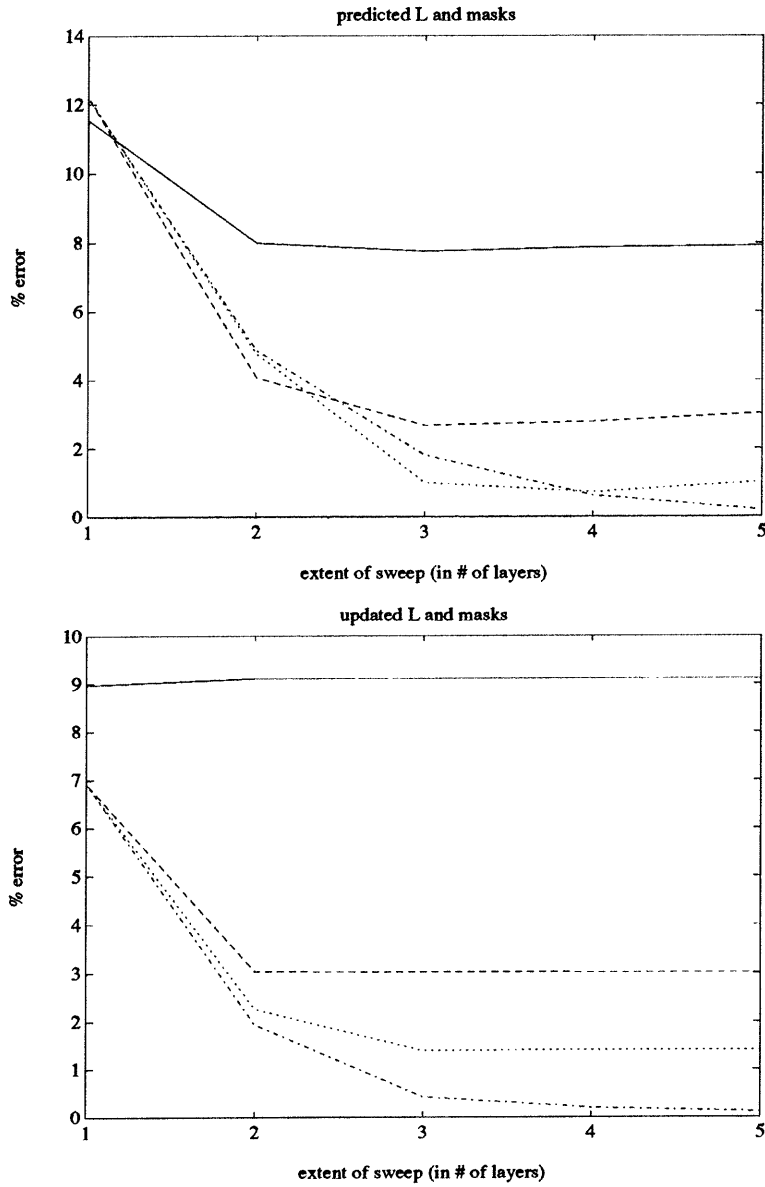 predicted L and masks
14
12
10
8
6
4
2
0
% error
1 2 3 4 5
extent of sweep (in # of layers)
updated L and masks
10
9
8
7
6
5
4
3
2
1
0
% error
1 2 3 4 5
extent of sweep (in # of layers)